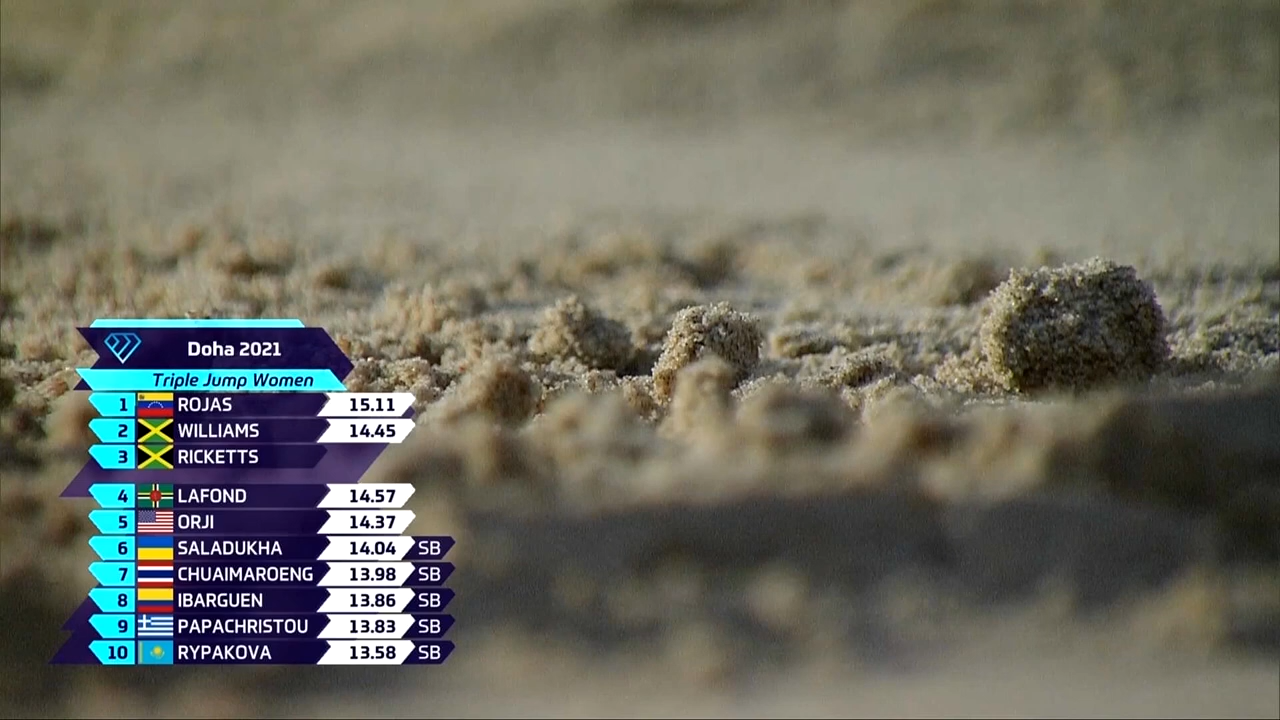 Doha 2021
Triple Jump Women
1 ROJAS 15.11
2 WILLIAMS 14.45
3 RICKETTS
4 LAFOND 14.57
5 ORJI 14.37
6 SALADUKHA 14.04 SB
7 CHUAIMAROENG 13.98 SB
8 IBARGUEN 13.86 SB
9 PAPACHRISTOU 13.83 SB
10 RYPAKOVA 13.58 SB